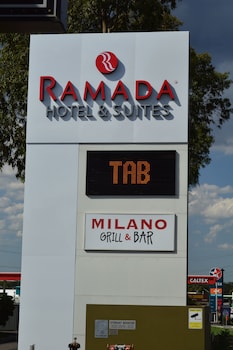 R
RAMADA®
HOTEL & SUITES
TAB
MILANO
GRILL & BAR
CALTEX